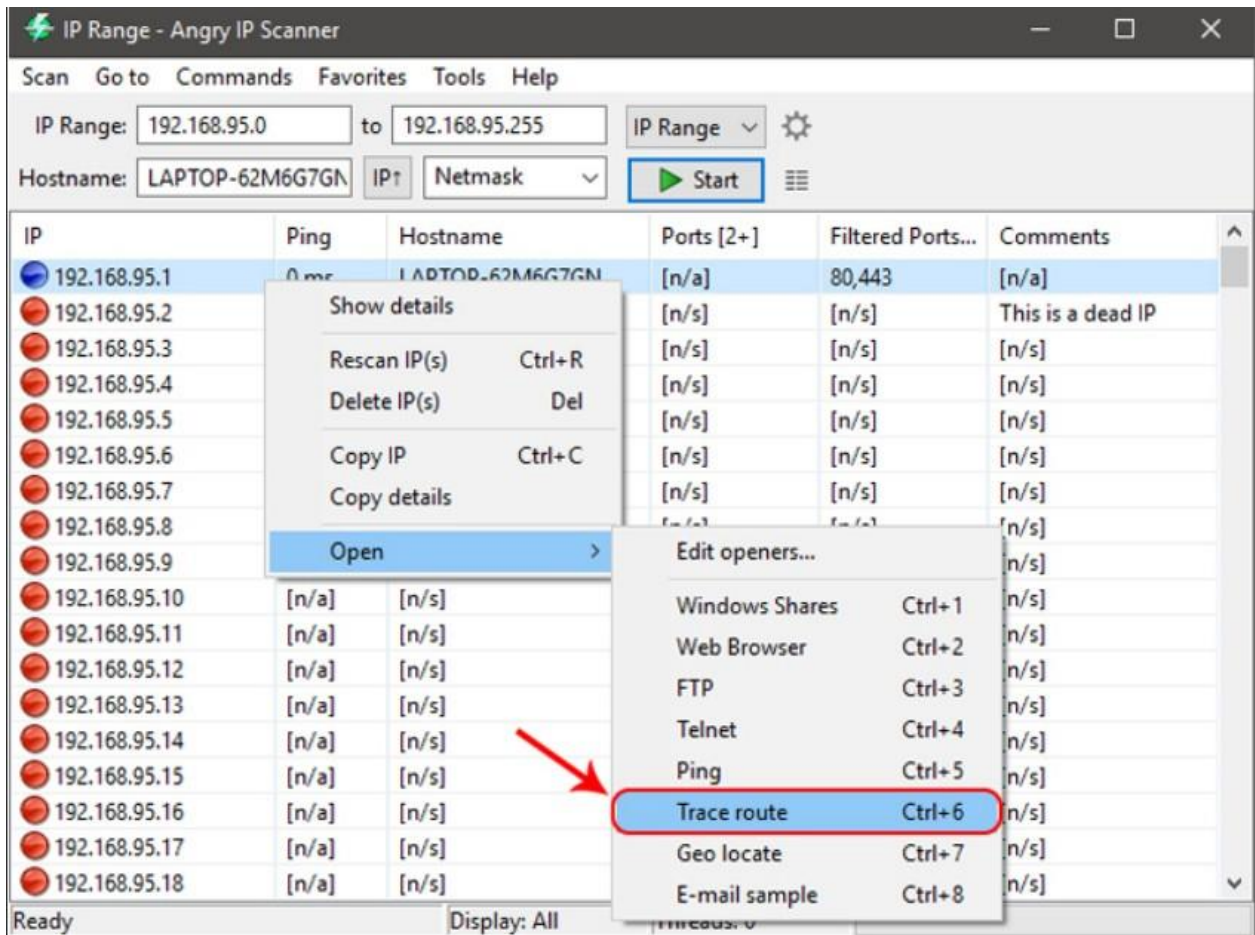 IP Range - Angry IP Scanner
Scan Go to Commands Favorites Tools Help
IP Range: 192.168.95.0 to 192.168.95.255 IP Range
Hostname: LAPTOP-62M6G7GN IP↑ Netmask Start
IP Ping Hostname Ports [2+] Filtered Ports... Comments
192.168.95.1 0 ms LAPTOP-62M6G7GN [n/a] 80,443 [n/a]
192.168.95.2 Show details [n/s] [n/s] This is a dead IP
192.168.95.3 Rescan IP(s) Ctrl+R [n/s] [n/s] [n/s]
192.168.95.4 Delete IP(s) Del [n/s] [n/s] [n/s]
192.168.95.5 [n/s] [n/s] [n/s]
192.168.95.6 Copy IP Ctrl+C [n/s] [n/s] [n/s]
192.168.95.7 Copy details [n/s] [n/s] [n/s]
192.168.95.8 [n/s] [n/s] [n/s]
192.168.95.9 Open > Edit openers... [n/s]
192.168.95.10 [n/a] [n/s] Windows Shares Ctrl+1 [n/s]
192.168.95.11 [n/a] [n/s] Web Browser Ctrl+2 [n/s]
192.168.95.12 [n/a] [n/s] FTP Ctrl+3 [n/s]
192.168.95.13 [n/a] [n/s] [n/s]
192.168.95.14 [n/a] [n/s] Telnet Ctrl+4 [n/s]
192.168.95.15 [n/a] [n/s] Ping Ctrl+5 [n/s]
192.168.95.16 [n/a] [n/s] Trace route Ctrl+6 [n/s]
192.168.95.17 [n/a] [n/s] Geo locate Ctrl+7 [n/s]
192.168.95.18 [n/a] [n/s] E-mail sample Ctrl+8 [n/s]
Ready Display: All Threads: 0